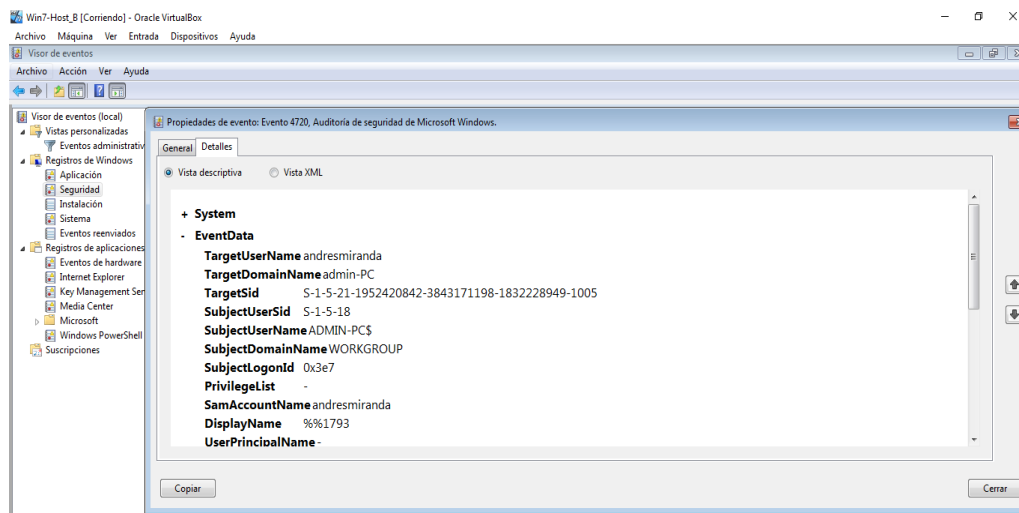 Win7-Host_B [Corriendo] - Oracle VirtualBox
Archivo Máquina Ver Entrada Dispositivos Ayuda
Visor de eventos
Archivo Acción Ver Ayuda
Visor de eventos (local)
Vistas personalizadas
Eventos administrativ
Registros de Windows
Aplicación
Seguridad
Instalación
Sistema
Eventos reenviados
Registros de aplicaciones
Eventos de hardware
Internet Explorer
Key Management Ser
Media Center
Microsoft
Windows PowerShell
Suscripciones
Propiedades de evento: Evento 4720, Auditoría de seguridad de Microsoft Windows.
General Detalles
Vista descriptiva Vista XML
+ System
- EventData
TargetUserName andresmiranda
TargetDomainName admin-PC
TargetSid S-1-5-21-1952420842-3843171198-1832228949-1005
SubjectUserSid S-1-5-18
SubjectUserName ADMIN-PC$
SubjectDomainName WORKGROUP
SubjectLogonId 0x3e7
PrivilegeList -
SamAccountName andresmiranda
DisplayName %%1793
UserPrincipalName -
Copiar Cerrar